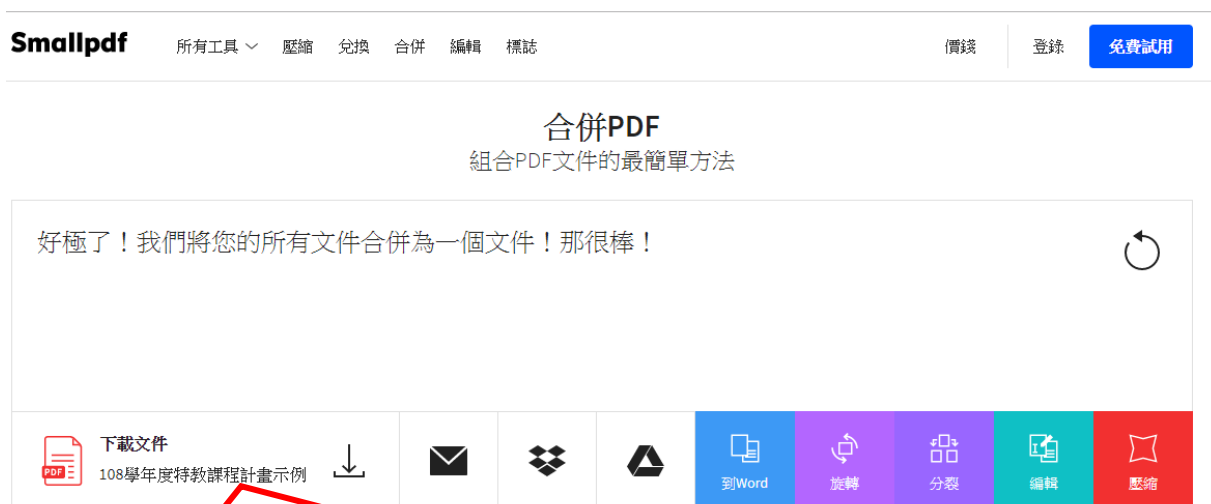 Smallpdf 所有工具 壓縮 兌換 合併 編輯 標誌 價錢 登錄 免費試用
合併PDF
組合PDF文件的最簡單方法
好極了！我們將您的所有文件合併為一個文件！那很棒！
下載文件
108學年度特教課程計畫示例
PDF
到Word 旋轉 分裂 編輯 壓縮